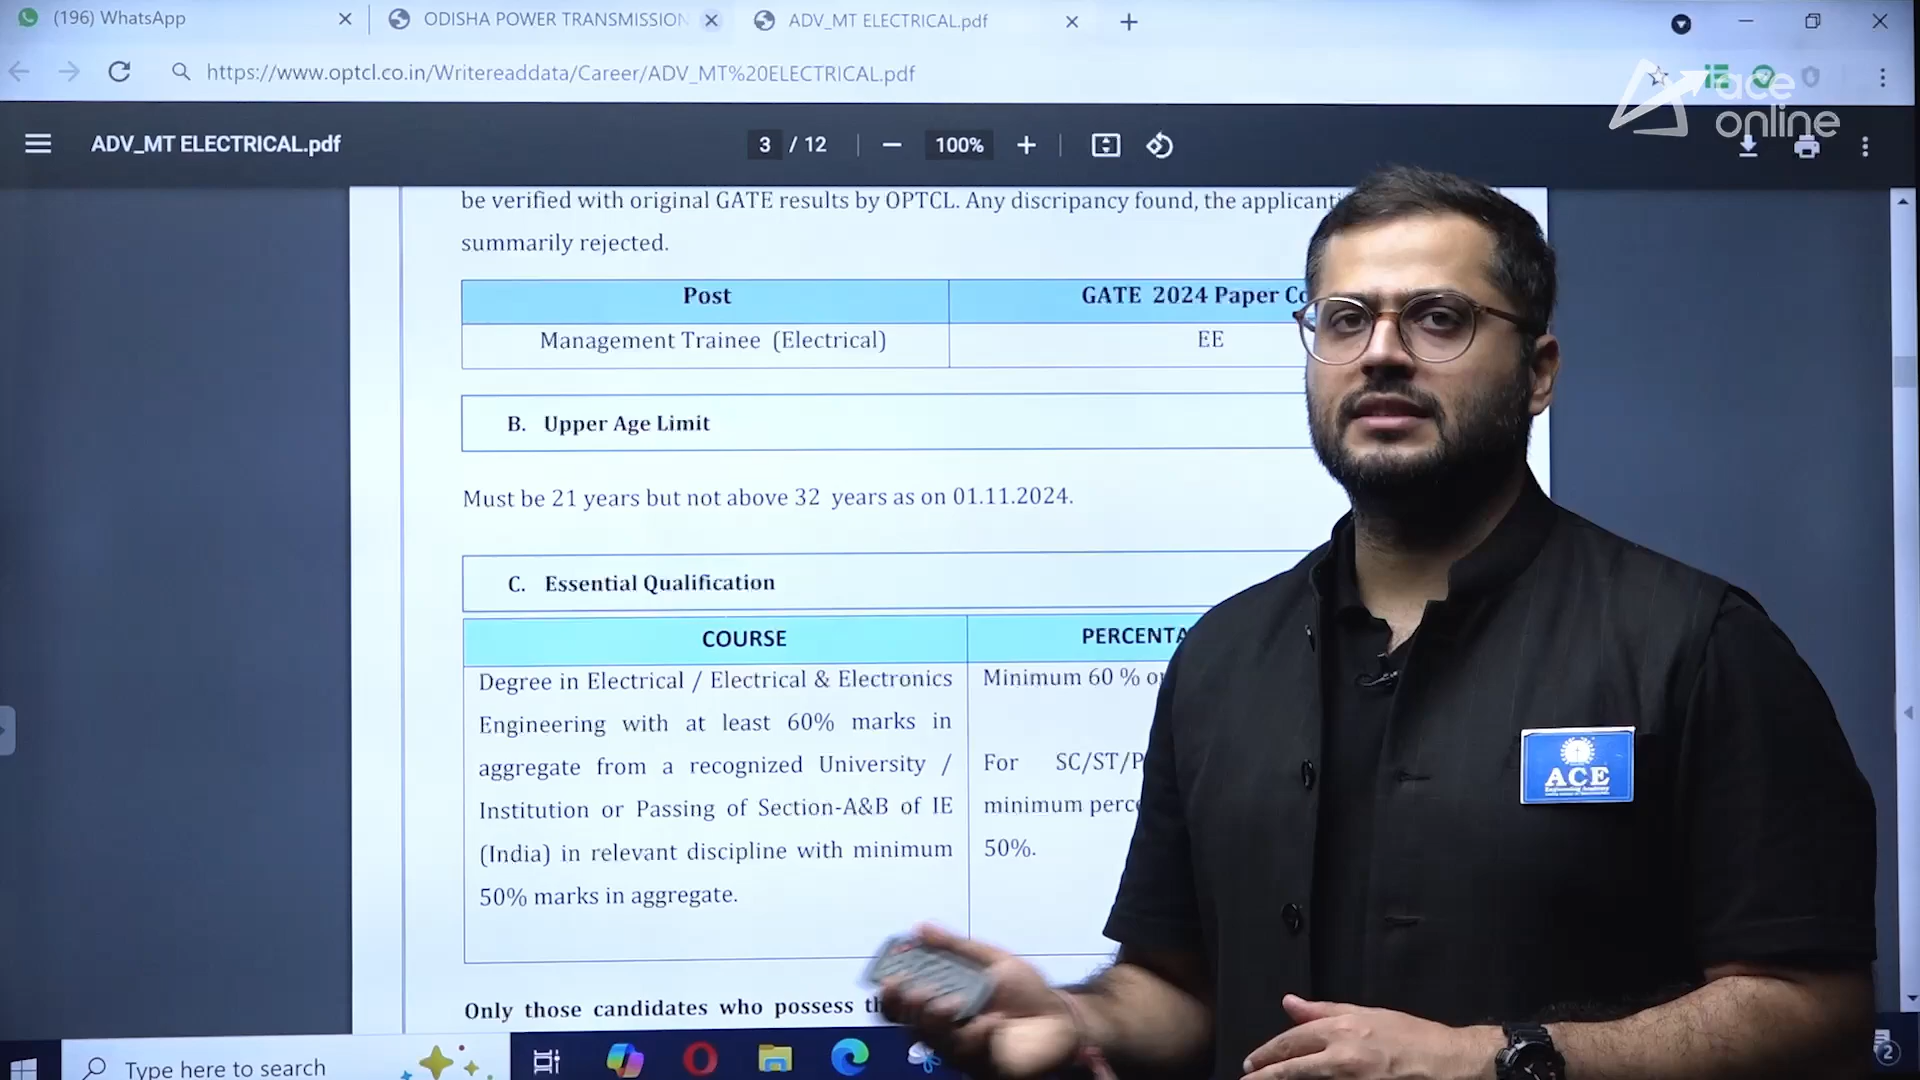 (196) WhatsApp
ODISHA POWER TRANSMISSION
ADV_MT ELECTRICAL.pdf
https://www.optcl.co.in/Writereaddata/Career/ADV_MT%20ELECTRICAL.pdf
ace
online
ADV_MT ELECTRICAL.pdf
3 / 12
100%
be verified with original GATE results by OPTCL. Any discripancy found, the applicant
summarily rejected.
Post
GATE 2024 Paper Co
Management Trainee (Electrical)
EE
B. Upper Age Limit
Must be 21 years but not above 32 years as on 01.11.2024.
C. Essential Qualification
COURSE
PERCENTA
Degree in Electrical / Electrical & Electronics
Engineering with at least 60% marks in
aggregate from a recognized University /
Institution or Passing of Section-A&B of IE
(India) in relevant discipline with minimum
50% marks in aggregate.
Minimum 60 % or
For SC/ST/P
minimum perce
50%.
Only those candidates who possess th
ACE
Engineering Academy
Type here to search
2